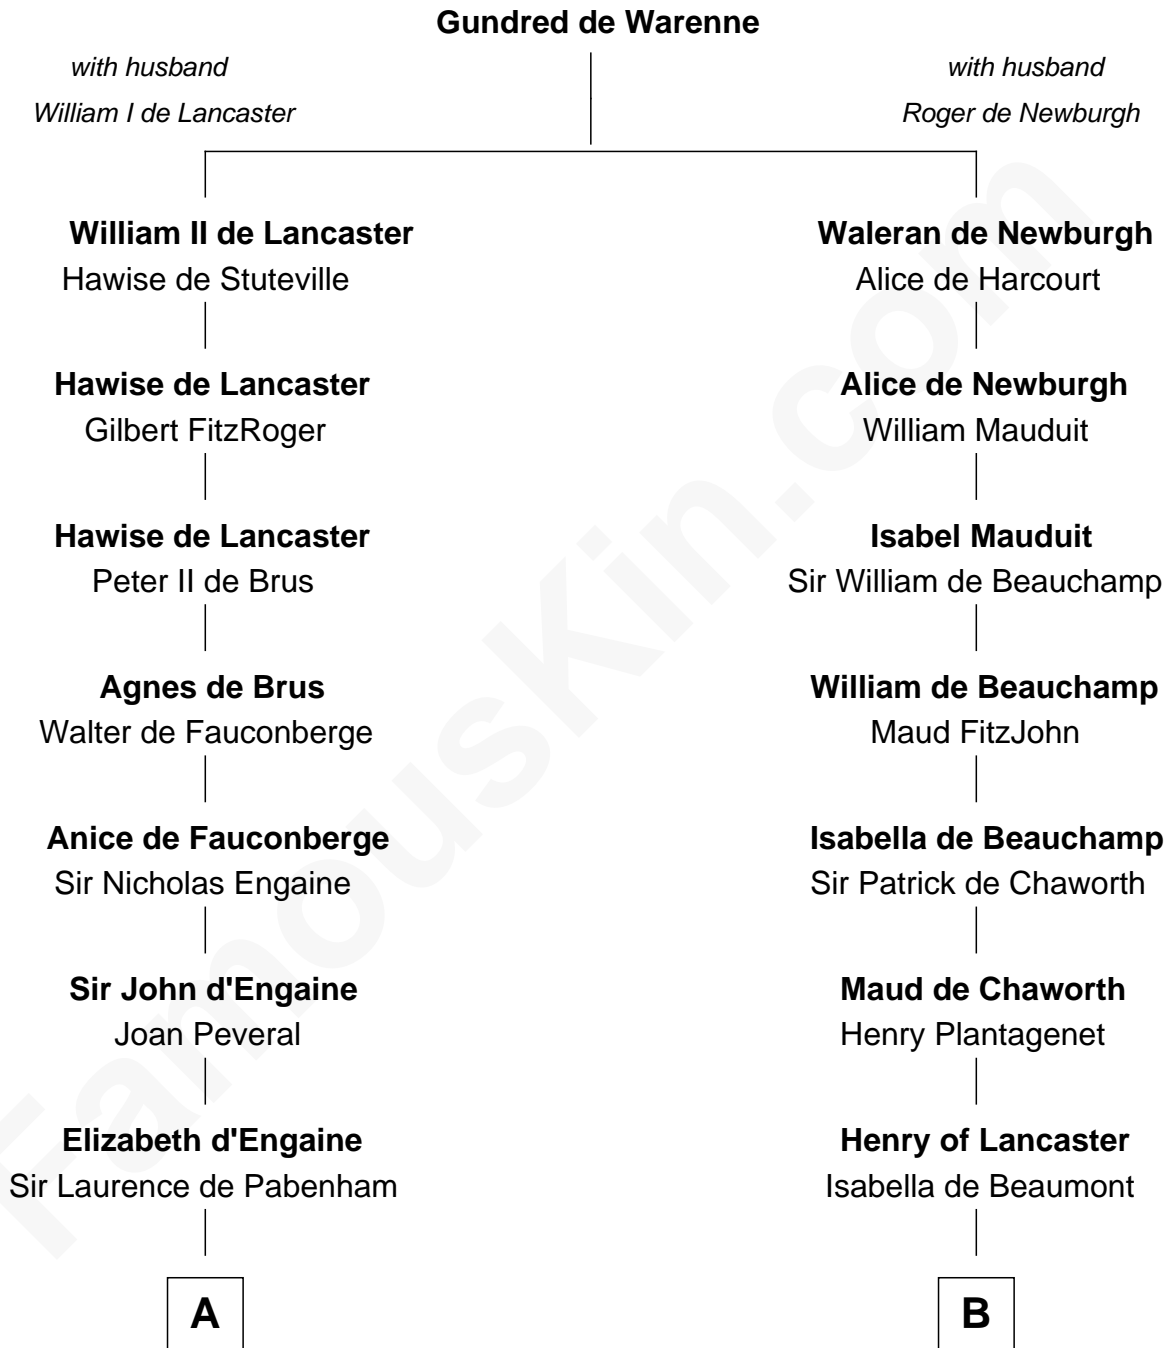 Gundred de Warenne
with husband
William I de Lancaster
with husband
Roger de Newburgh
William II de Lancaster
Hawise de Stuteville
Waleran de Newburgh
Alice de Harcourt
Hawise de Lancaster
Gilbert FitzRoger
Alice de Newburgh
William Mauduit
Hawise de Lancaster
Peter II de Brus
Isabel Mauduit
Sir William de Beauchamp
Agnes de Brus
Walter de Fauconberge
William de Beauchamp
Maud FitzJohn
Anice de Fauconberge
Sir Nicholas Engaine
Isabella de Beauchamp
Sir Patrick de Chaworth
Sir John d'Engaine
Joan Peveral
Maud de Chaworth
Henry Plantagenet
Elizabeth d'Engaine
Sir Laurence de Pabenham
Henry of Lancaster
Isabella de Beaumont
A
B
FamousKin.com